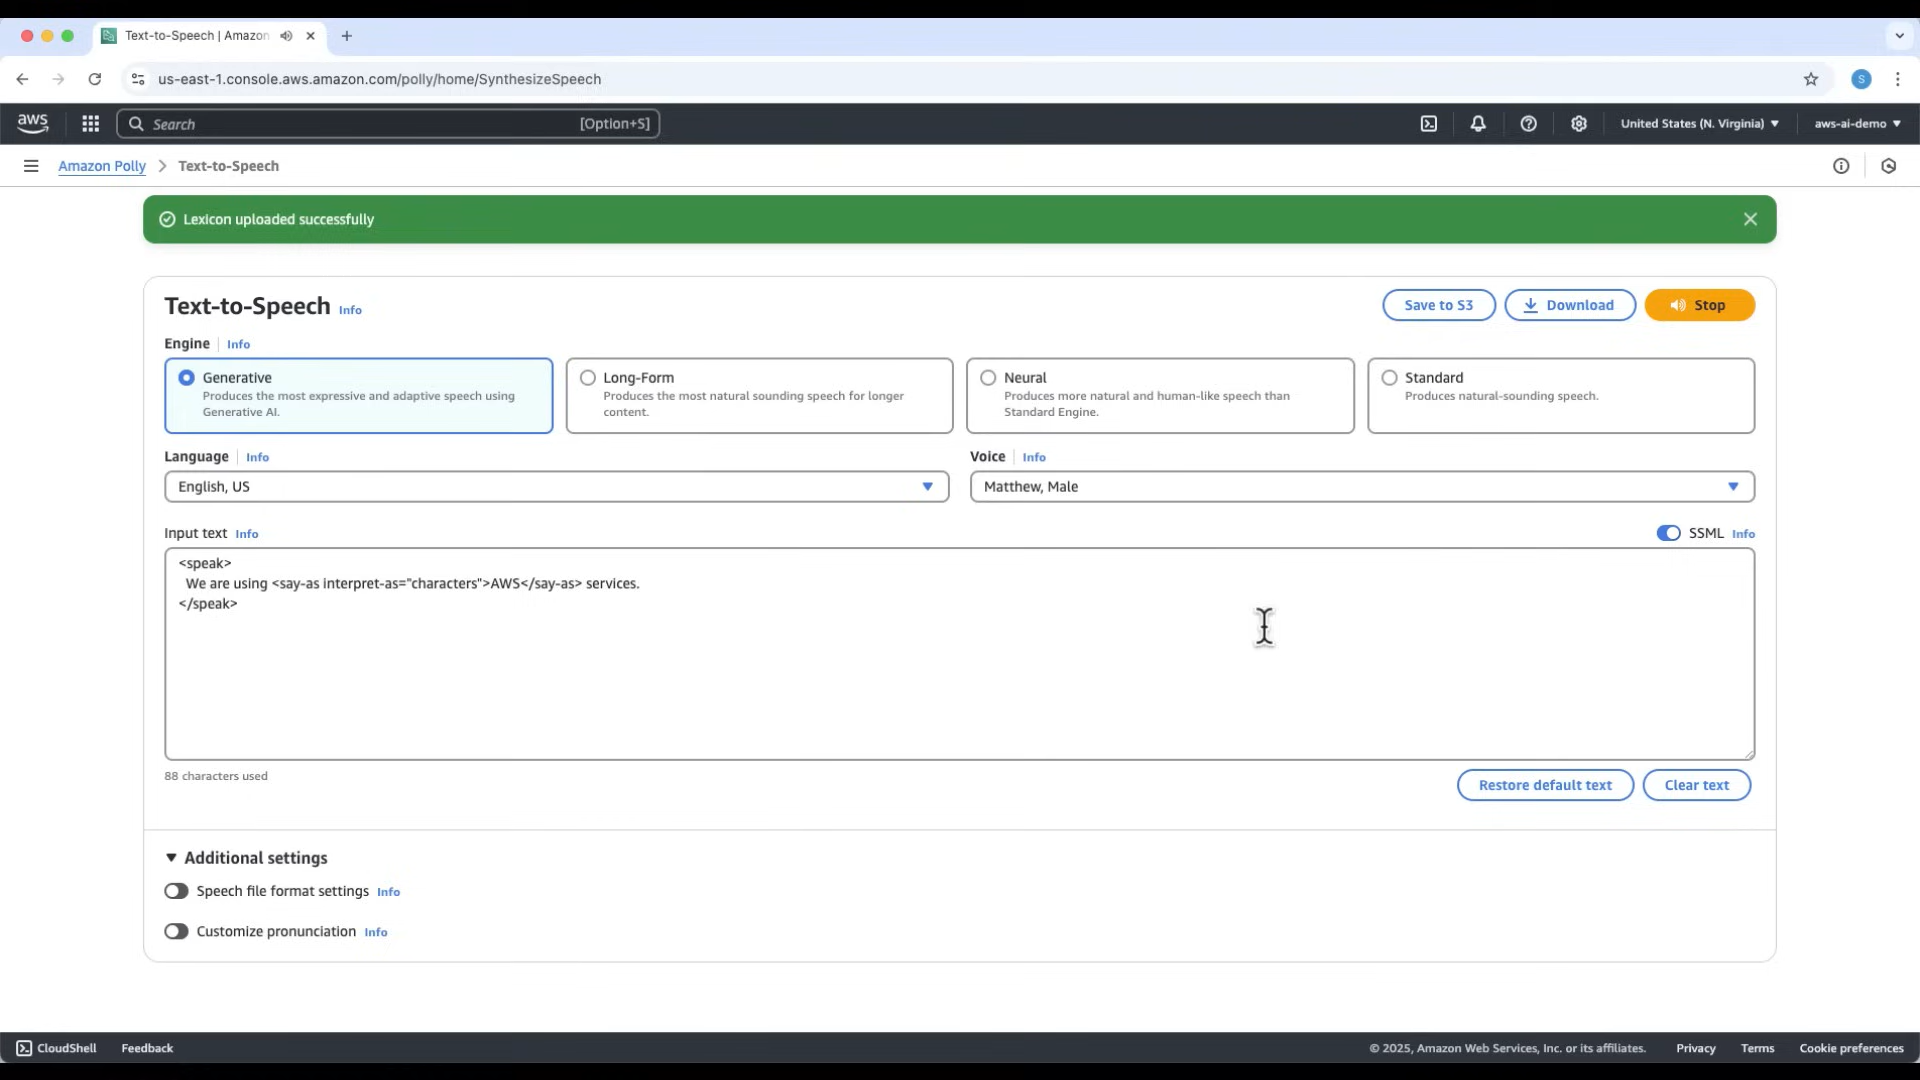 Text-to-Speech | Amazon
us-east-1.console.aws.amazon.com/polly/home/SynthesizeSpeech
S
aws
Search
[Option+S]
United States (N. Virginia)
aws-ai-demo
Amazon Polly > Text-to-Speech
Lexicon uploaded successfully
Text-to-Speech Info
Save to S3
Download
Stop
Engine Info
Generative
Produces the most expressive and adaptive speech using
Generative AI.
Long-Form
Produces the most natural sounding speech for longer
content.
Neural
Produces more natural and human-like speech than
Standard Engine.
Standard
Produces natural-sounding speech.
Language Info
English, US
Voice Info
Matthew, Male
Input text Info
SSML Info
<speak>
We are using <say-as interpret-as="characters">AWS</say-as> services.
</speak>
88 characters used
Restore default text
Clear text
Additional settings
Speech file format settings Info
Customize pronunciation Info
CloudShell
Feedback
© 2025, Amazon Web Services, Inc. or its affiliates.
Privacy
Terms
Cookie preferences